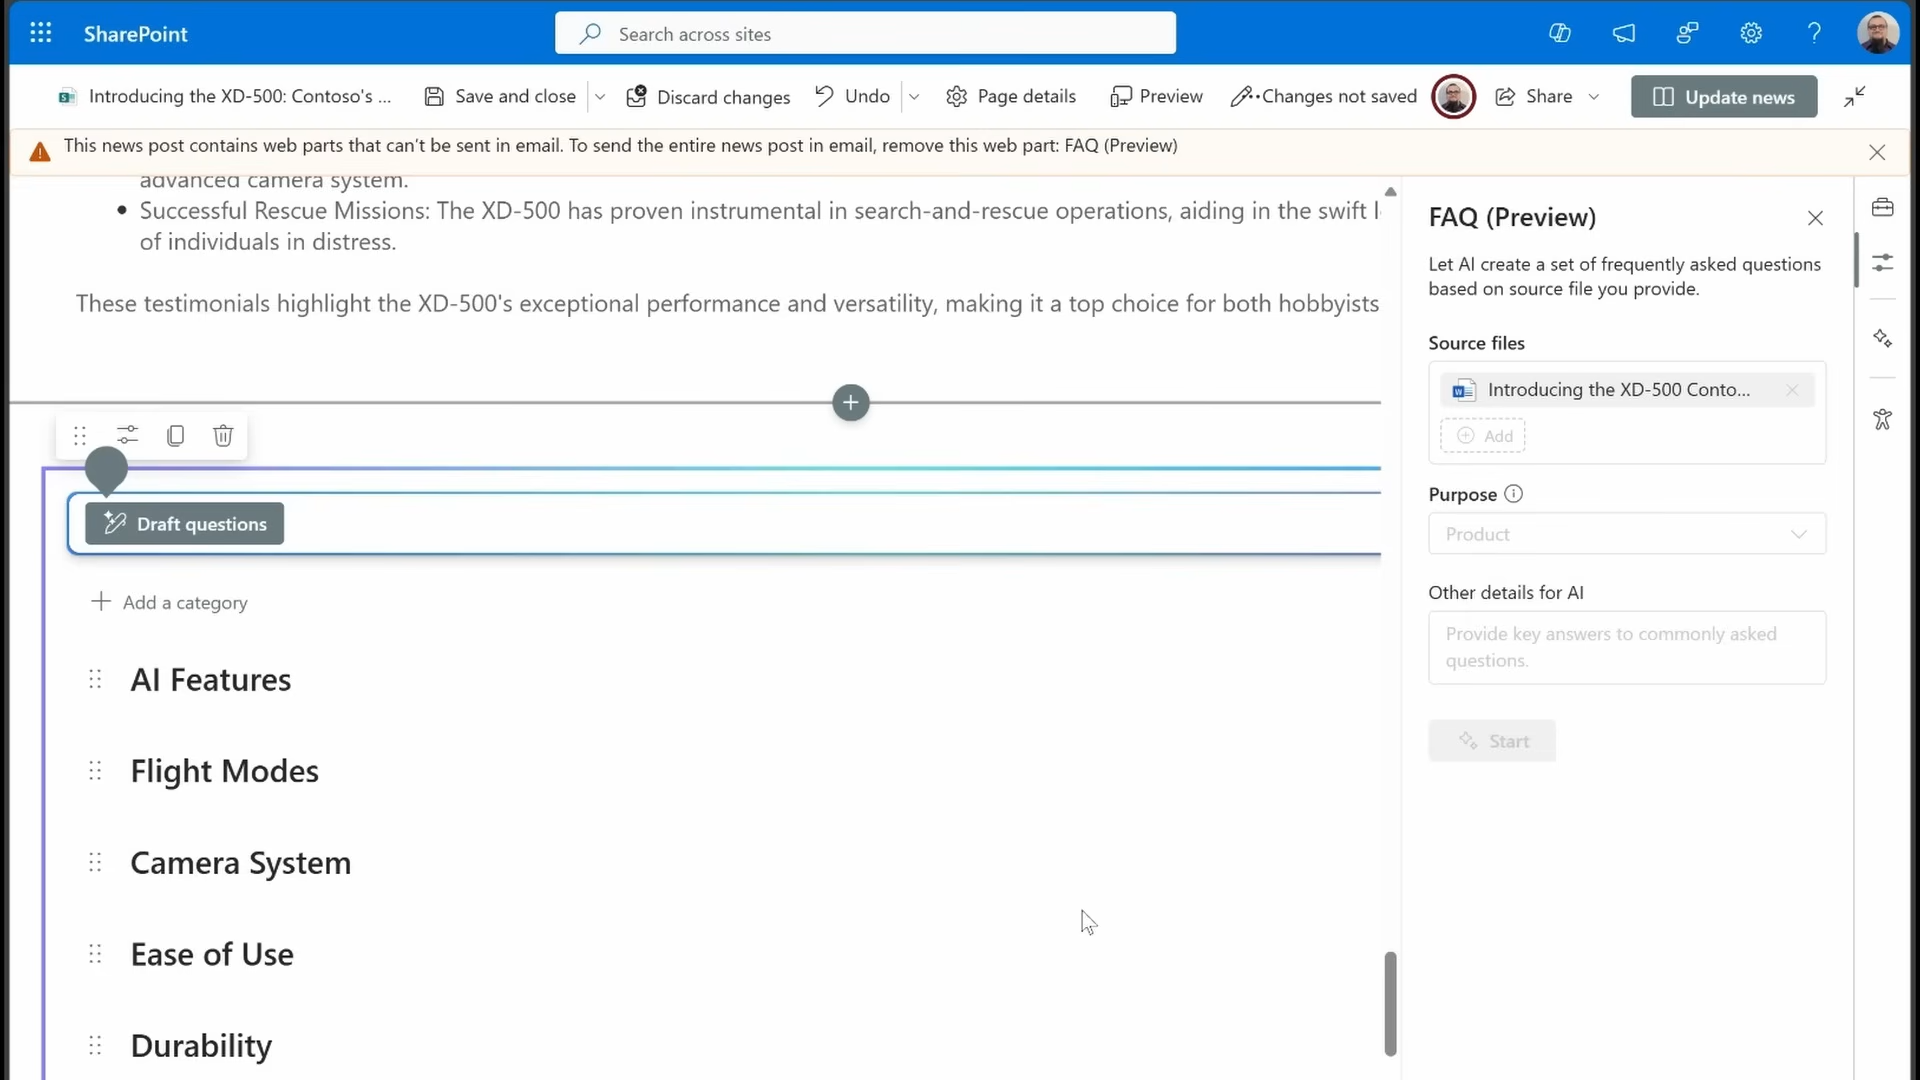 SharePoint
Search across sites
Introducing the XD-500: Contoso's ...
Save and close
Discard changes
Undo
Page details
Preview
Changes not saved
Share
Update news
This news post contains web parts that can't be sent in email. To send the entire news post in email, remove this web part: FAQ (Preview)
advanced camera system.
Successful Rescue Missions: The XD-500 has proven instrumental in search-and-rescue operations, aiding in the swift
of individuals in distress.
These testimonials highlight the XD-500's exceptional performance and versatility, making it a top choice for both hobbyists
Draft questions
Add a category
AI Features
Flight Modes
Camera System
Ease of Use
Durability
FAQ (Preview)
Let AI create a set of frequently asked questions
based on source file you provide.
Source files
Introducing the XD-500 Conto...
Add
Purpose
Product
Other details for AI
Provide key answers to commonly asked
questions.
Start